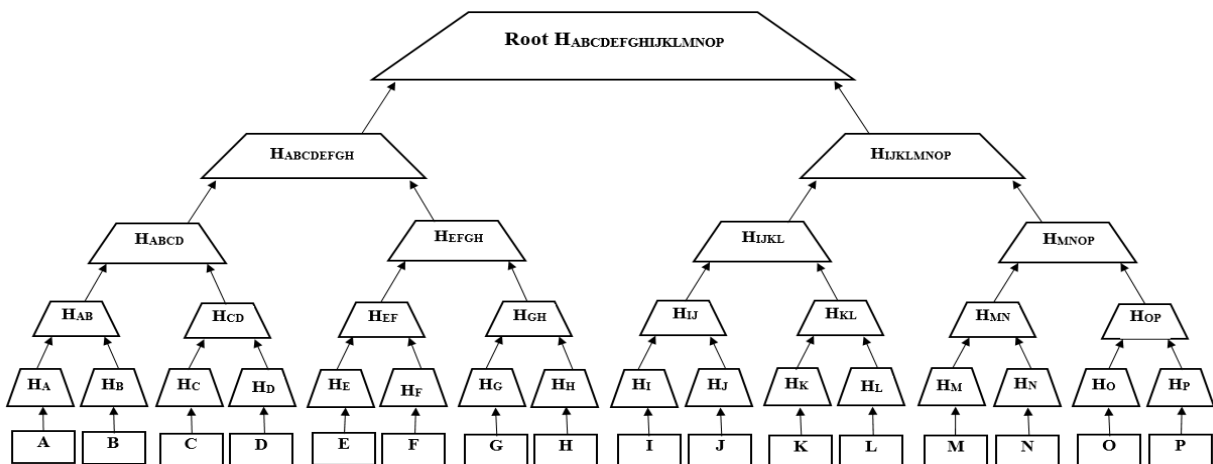 Root HABCDEFGHIJKLMNOP
HABCDEFGH HIJKLMNOP
HABCD HEFGH HIJKL HMNOP
HAB HCD HEF HGH HIJ HKL HMN HOP
HA HB HC HD HE HF HG HH HI HJ HK HL HM HN HO HP
A B C D E F G H I J K L M N O P